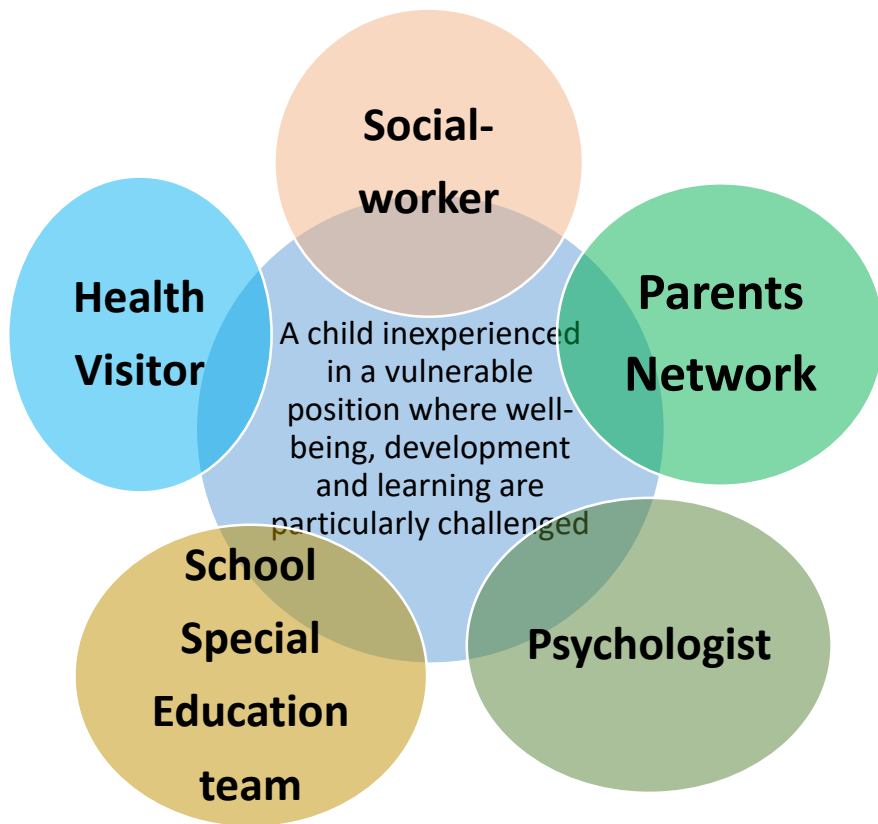 Social-
worker
Health
Visitor
Parents
Network
A child inexperienced
in a vulnerable
position where well-
being, development
and learning are
particularly challenged
School
Special
Education
team
Psychologist